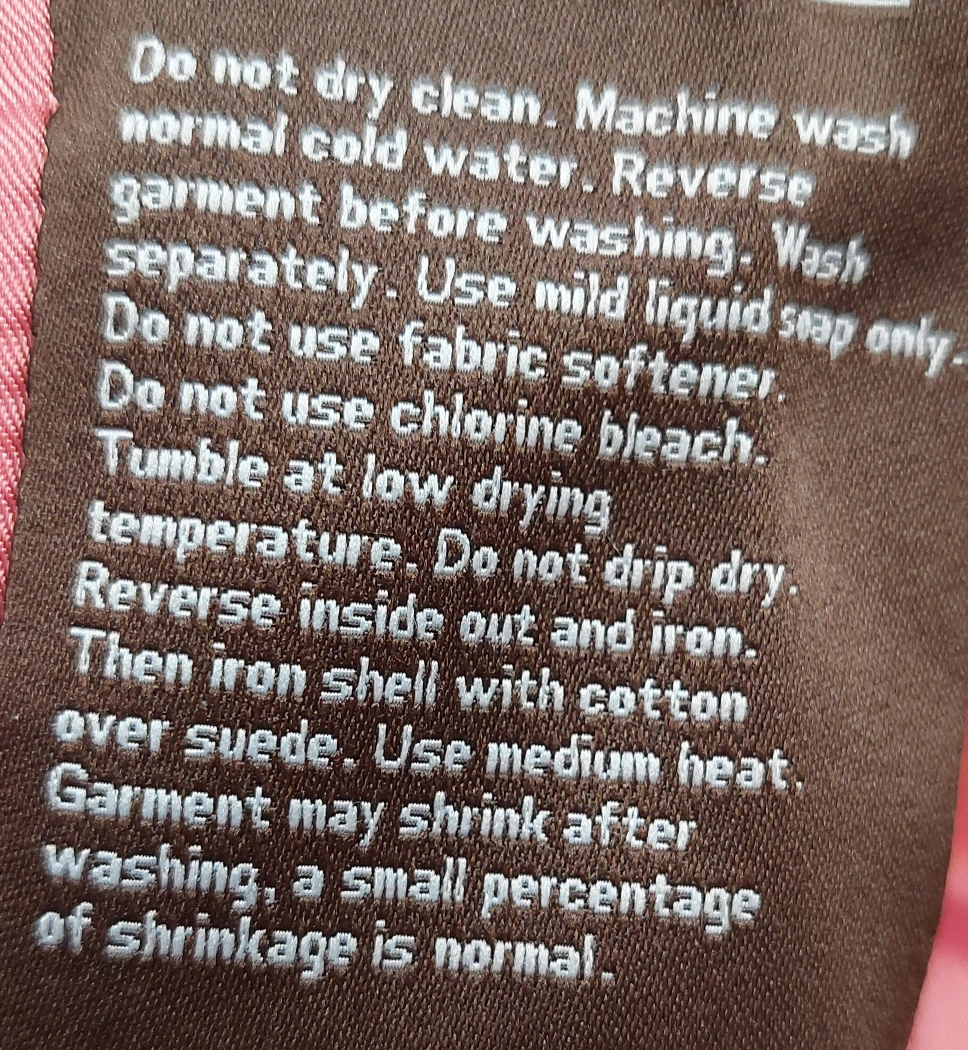 Do not dry clean. Machine wash
normal cold water. Reverse
garment before washing. Wash
separately. Use mild liquid soap only.
Do not use fabric softener.
Do not use chlorine bleach.
Tumble at low drying
temperature. Do not drip dry.
Reverse inside out and iron.
Then iron shell with cotton
over suede. Use medium heat.
Garment may shrink after
washing, a small percentage
of shrinkage is normal.